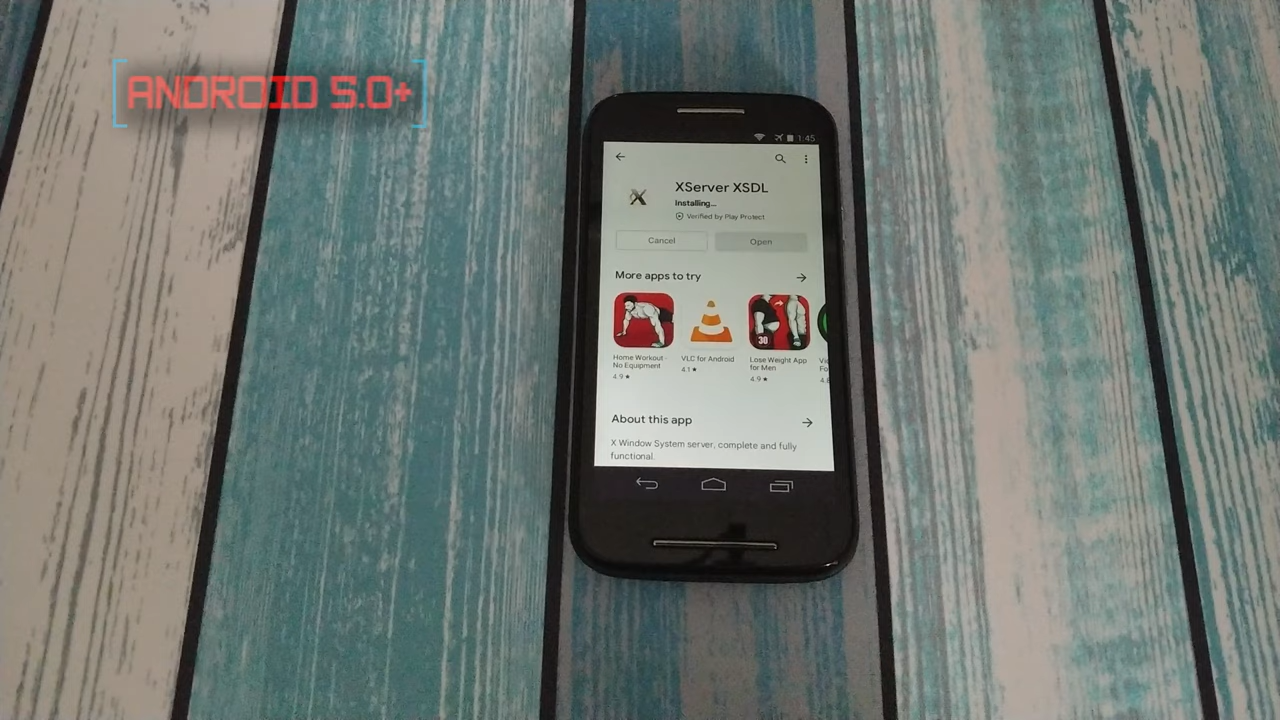 ANDROID 5.0+
1:45
XServer XSDL
Installing...
Verified by Play Protect
Cancel
Open
More apps to try
30
Home Workout -
No Equipment
4.9★
VLC for Android
4.1★
Lose Weight App
for Men
4.9★
About this app
X Window System server, complete and fully
functional.